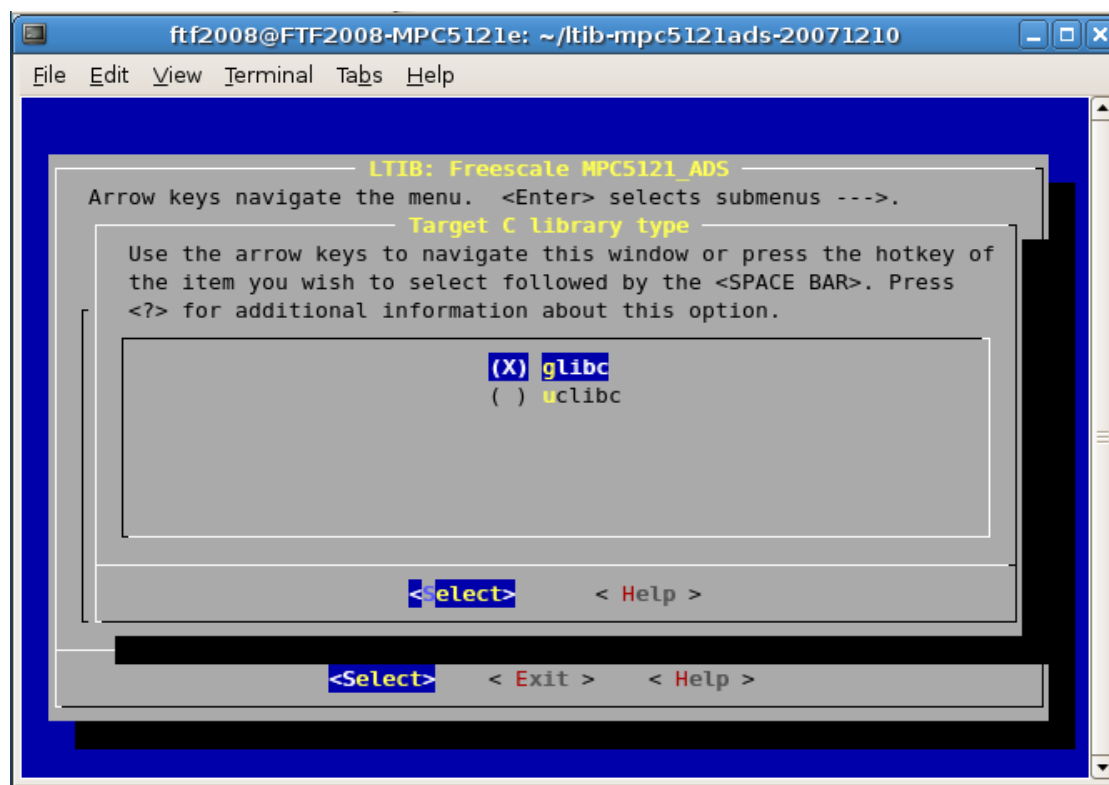 ftf2008@FTF2008-MPC5121e: ~/ltib-mpc5121ads-20071210
File Edit View Terminal Tabs Help
LTIB: Freescale MPC5121_ADS
Arrow keys navigate the menu. <Enter> selects submenus --->.
Target C library type
Use the arrow keys to navigate this window or press the hotkey of
the item you wish to select followed by the <SPACE BAR>. Press
<?> for additional information about this option.
(X) glibc
( ) uclibc
<Select> < Help >
<Select> < Exit > < Help >